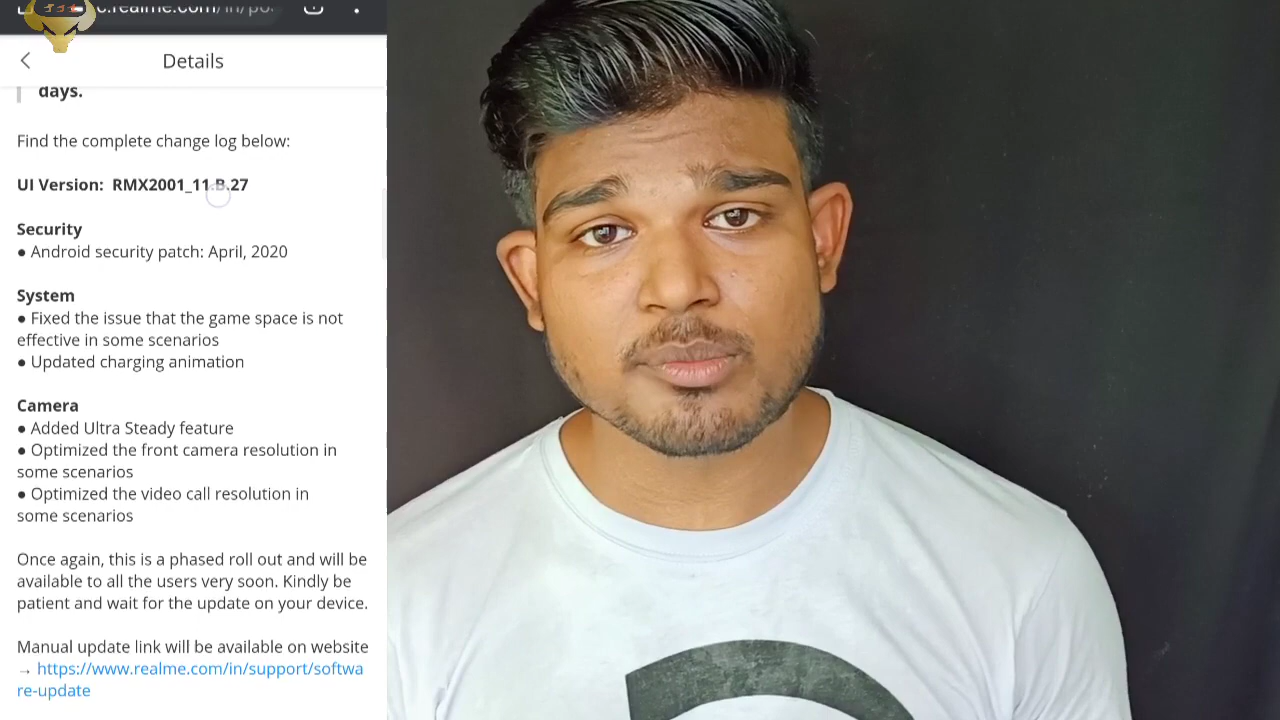 c.realme.com/in/po
Details
days.
Find the complete change log below:
UI Version: RMX2001_11.B.27
Security
● Android security patch: April, 2020
System
● Fixed the issue that the game space is not
effective in some scenarios
● Updated charging animation
Camera
● Added Ultra Steady feature
● Optimized the front camera resolution in
some scenarios
● Optimized the video call resolution in
some scenarios
Once again, this is a phased roll out and will be
available to all the users very soon. Kindly be
patient and wait for the update on your device.
Manual update link will be available on website
→ https://www.realme.com/in/support/softwa
re-update